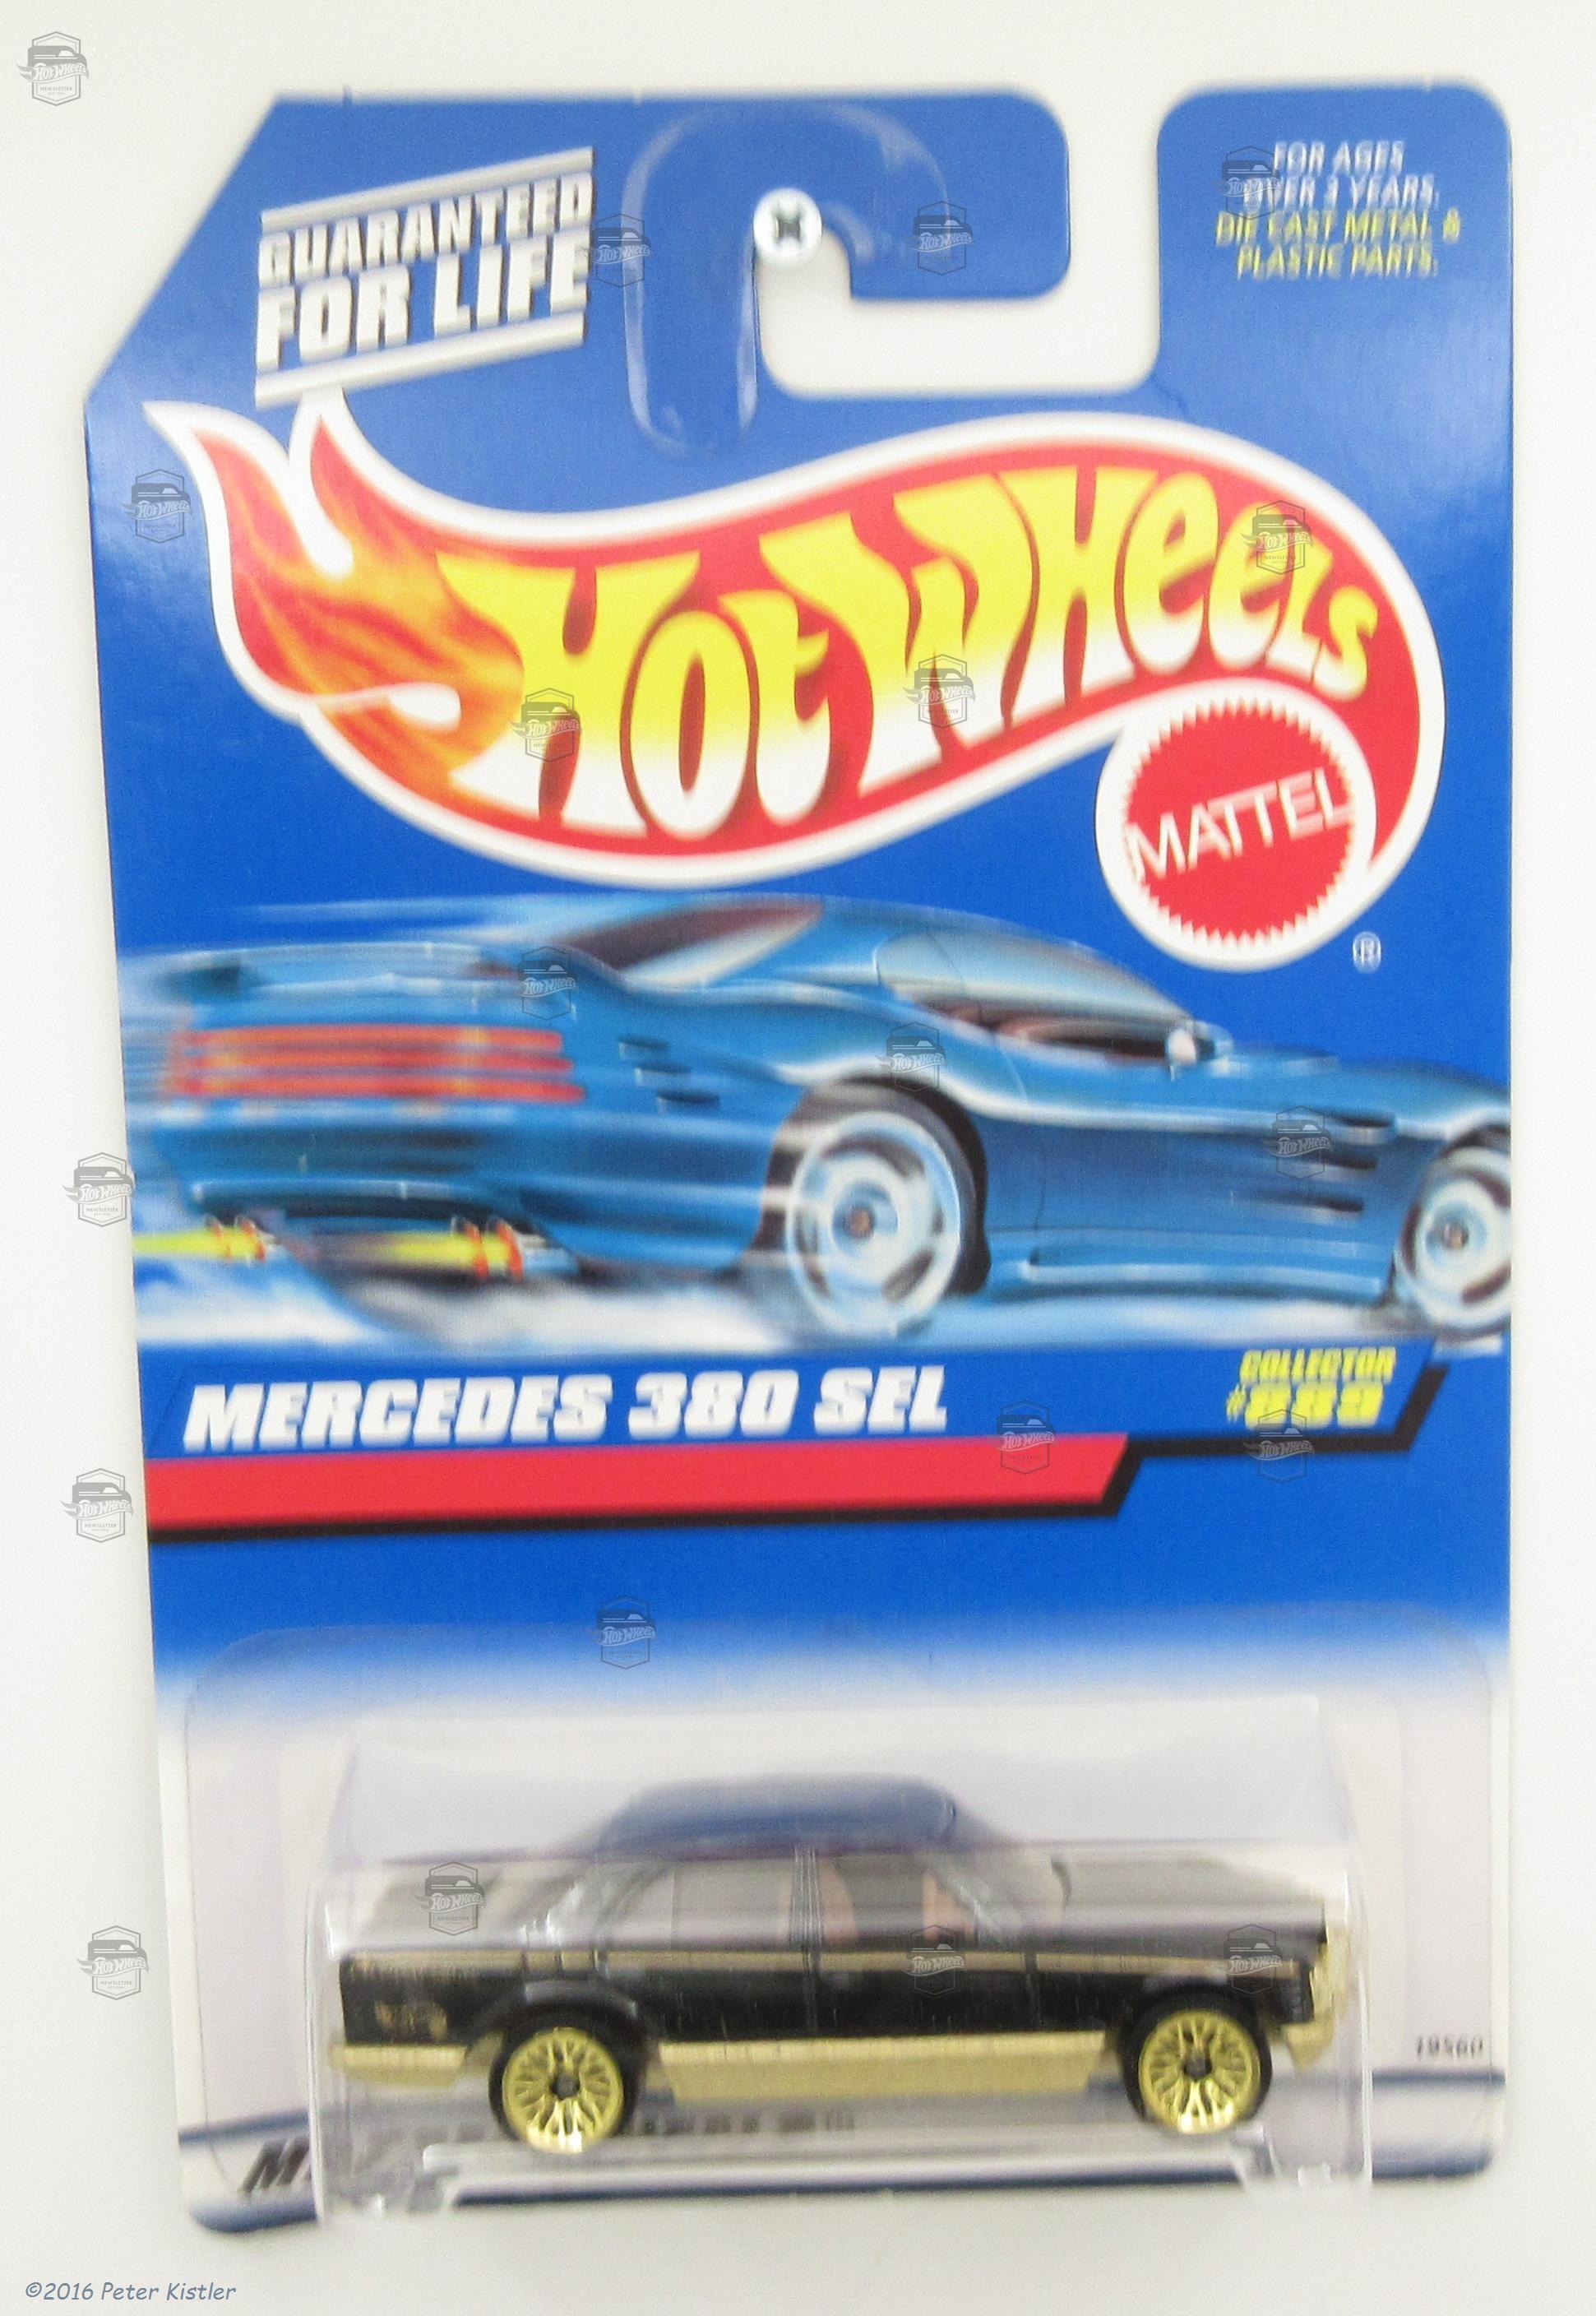 GUARANTEED
FOR LIFE
FOR AGES
OVER 3 YEARS.
DIE CAST METAL &
PLASTIC PARTS.
HOT WHEELS
MATTEL
®
MERCEDES 380 SEL
COLLECTOR
#889
19560
©2016 Peter Kistler